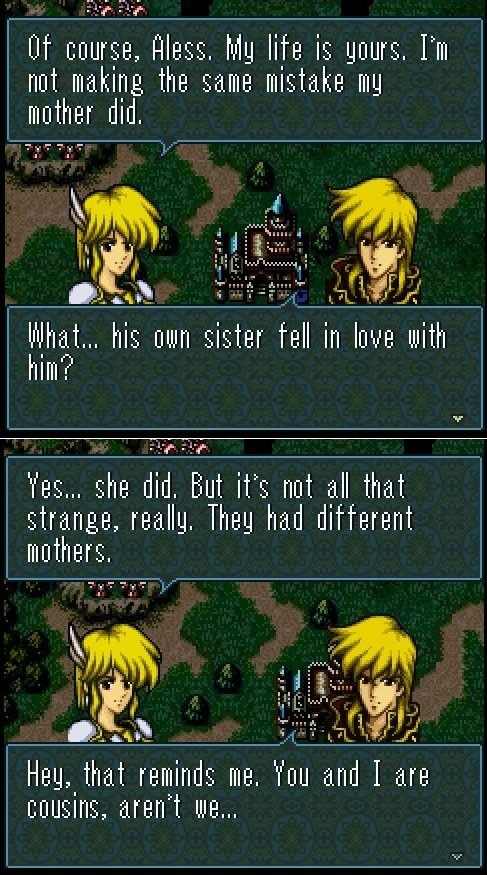 Of course, Aless. My life is yours. I'm
not making the same mistake my
mother did.
What... his own sister fell in love with
him?
Yes... she did. But it's not all that
strange, really. They had different
mothers.
Hey, that reminds me. You and I are
cousins, aren't we...